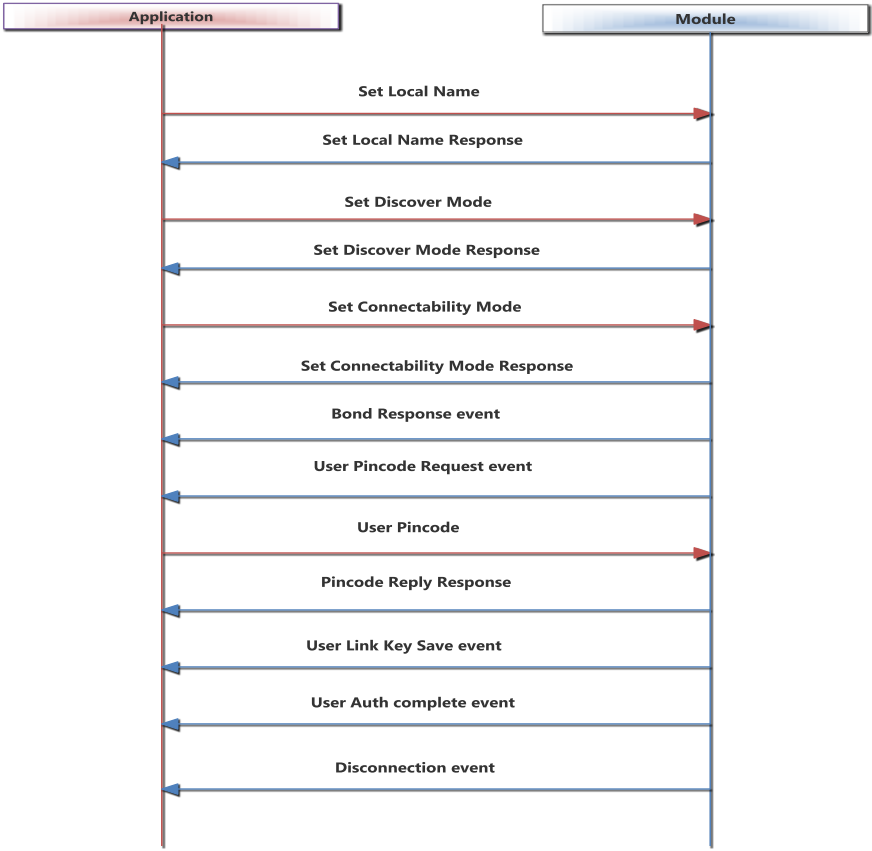 Application
Module
Set Local Name
Set Local Name Response
Set Discover Mode
Set Discover Mode Response
Set Connectability Mode
Set Connectability Mode Response
Bond Response event
User Pincode Request event
User Pincode
Pincode Reply Response
User Link Key Save event
User Auth complete event
Disconnection event